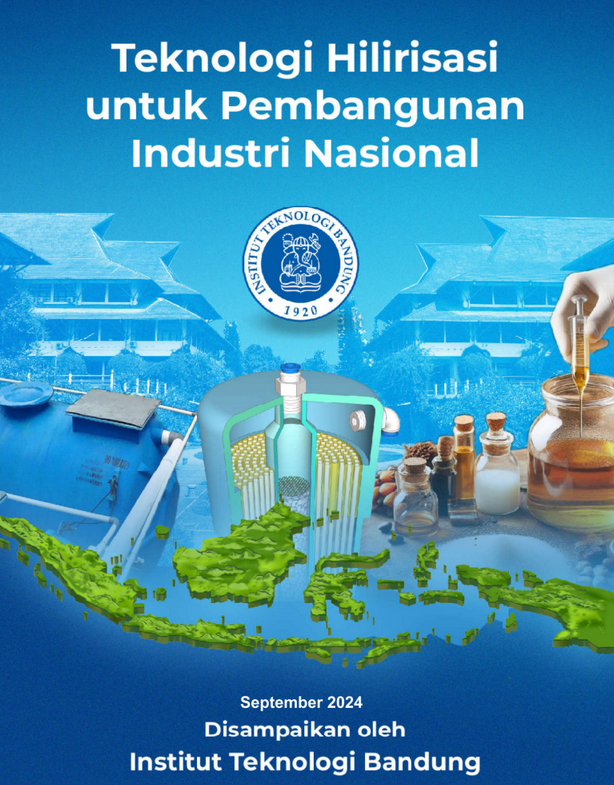 Teknologi Hilirisasi
untuk Pembangunan
Industri Nasional
INSTITUT TEKNOLOGI BANDUNG
1920
September 2024
Disampaikan oleh
Institut Teknologi Bandung